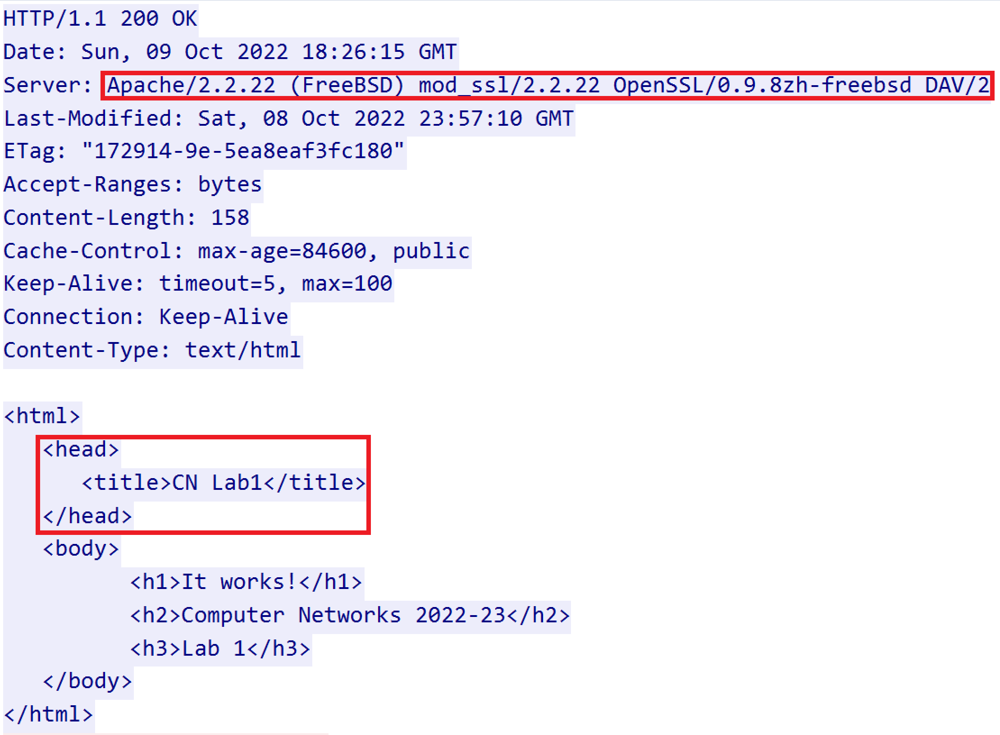 HTTP/1.1 200 OK
Date: Sun, 09 Oct 2022 18:26:15 GMT
Server: Apache/2.2.22 (FreeBSD) mod_ssl/2.2.22 OpenSSL/0.9.8zh-freebsd DAV/2
Last-Modified: Sat, 08 Oct 2022 23:57:10 GMT
ETag: "172914-9e-5ea8eaf3fc180"
Accept-Ranges: bytes
Content-Length: 158
Cache-Control: max-age=84600, public
Keep-Alive: timeout=5, max=100
Connection: Keep-Alive
Content-Type: text/html

<html>
   <head>
      <title>CN Lab1</title>
   </head>
   <body>
          <h1>It works!</h1>
          <h2>Computer Networks 2022-23</h2>
          <h3>Lab 1</h3>
   </body>
</html>